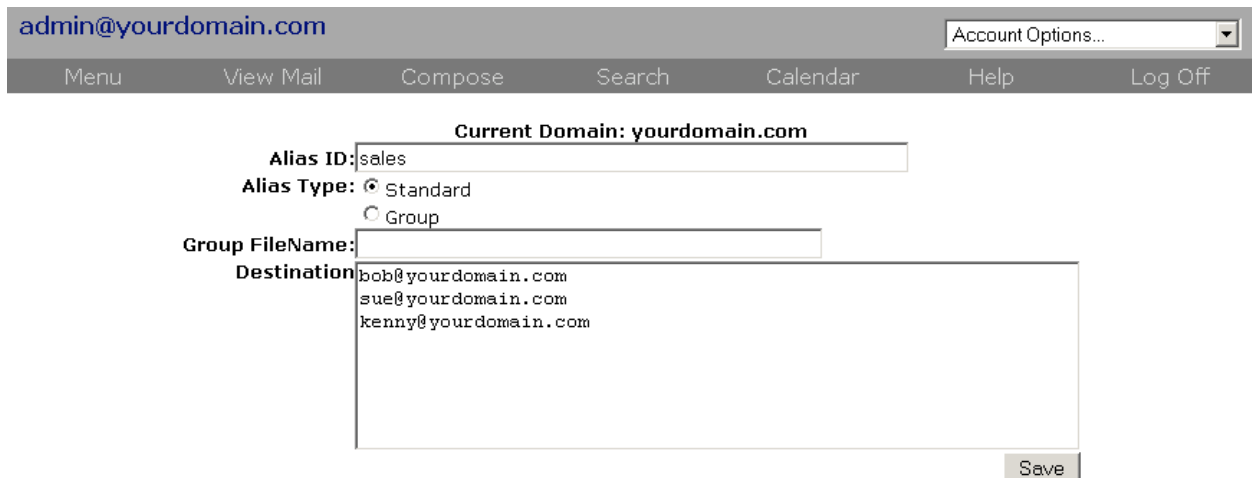 admin@yourdomain.com
Account Options...
Menu View Mail Compose Search Calendar Help Log Off
Current Domain: yourdomain.com
Alias ID: sales
Alias Type: Standard
Group
Group FileName:
Destination bob@yourdomain.com
sue@yourdomain.com
kenny@yourdomain.com
Save